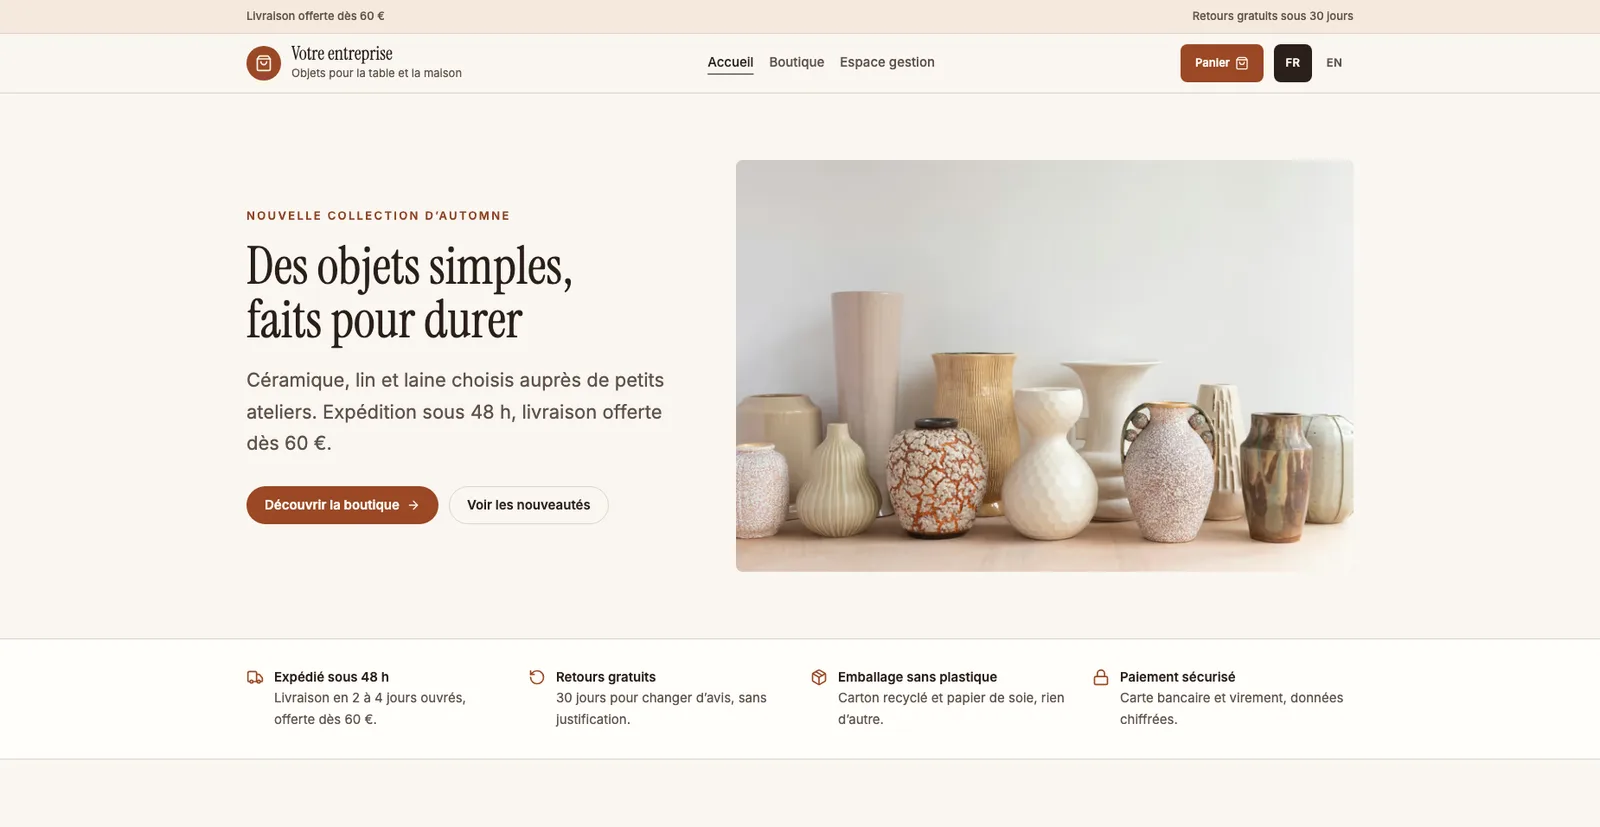 Livraison offerte dès 60 €
Retours gratuits sous 30 jours
Votre entreprise
Objets pour la table et la maison
Accueil
Boutique
Espace gestion
Panier
FR
EN
NOUVELLE COLLECTION D’AUTOMNE
Des objets simples,
faits pour durer
Céramique, lin et laine choisis auprès de petits
ateliers. Expédition sous 48 h, livraison offerte
dès 60 €.
Découvrir la boutique
Voir les nouveautés
Expédié sous 48 h
Livraison en 2 à 4 jours ouvrés,
offerte dès 60 €.
Retours gratuits
30 jours pour changer d’avis, sans
justification.
Emballage sans plastique
Carton recyclé et papier de soie, rien
d’autre.
Paiement sécurisé
Carte bancaire et virement, données
chiffrées.